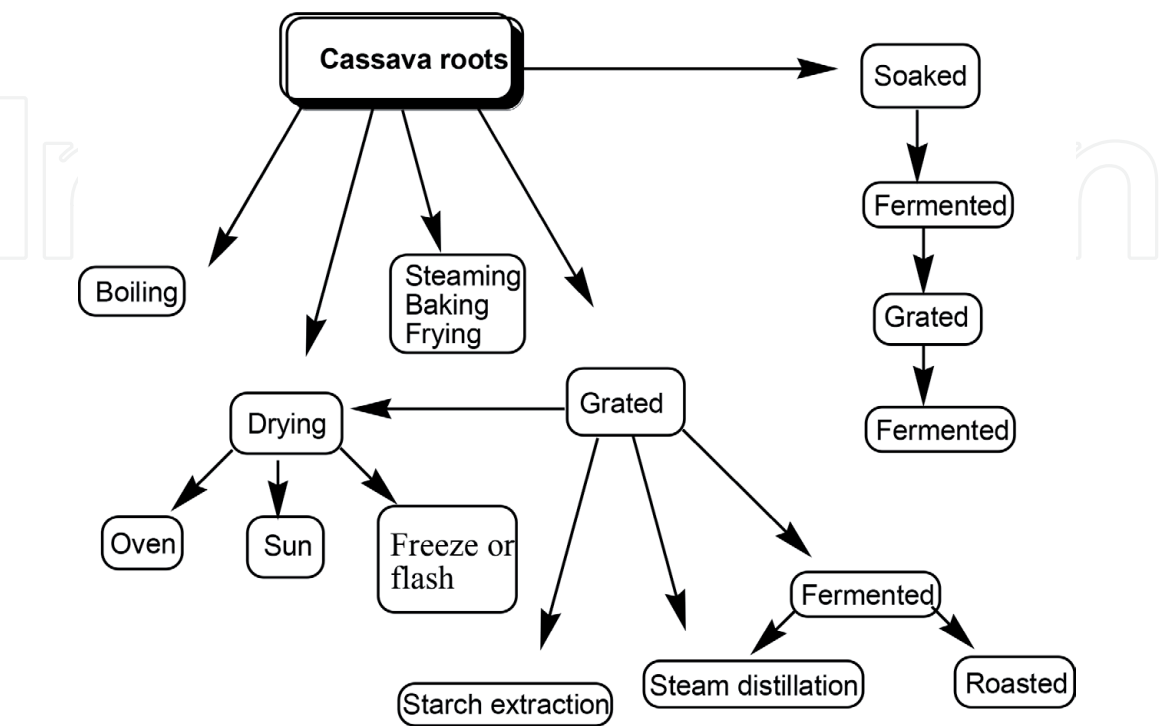 Cassava roots
Soaked
Fermented
Boiling
Steaming
Baking
Frying
Grated
Grated
Drying
Fermented
Oven
Sun
Freeze or
flash
Fermented
Starch extraction
Steam distillation
Roasted